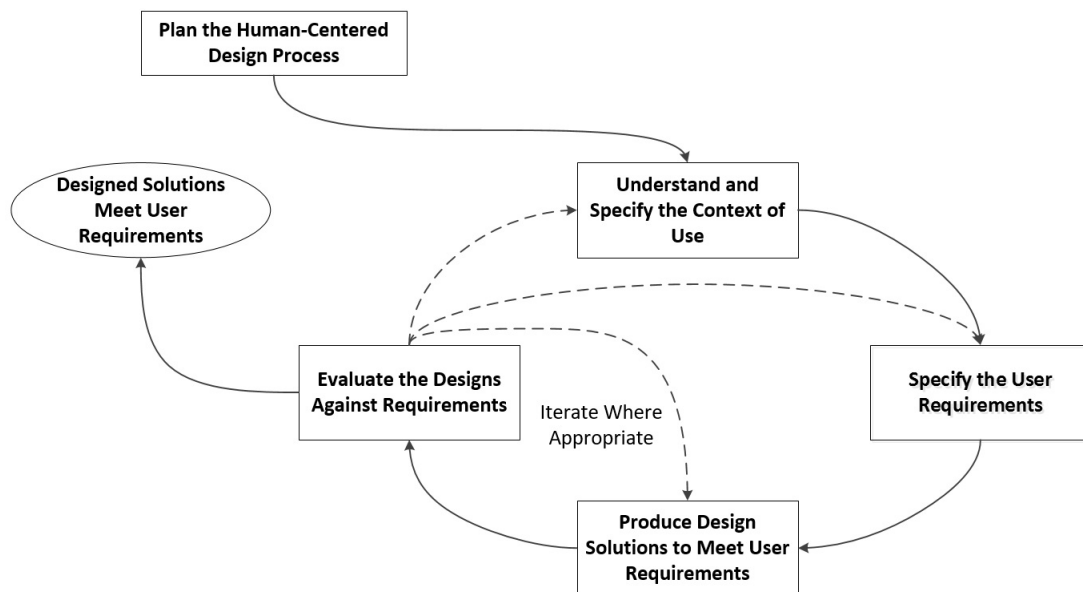 Plan the Human-Centered
Design Process
Designed Solutions
Meet User
Requirements
Understand and
Specify the Context of
Use
Evaluate the Designs
Against Requirements
Specify the User
Requirements
Iterate Where
Appropriate
Produce Design
Solutions to Meet User
Requirements